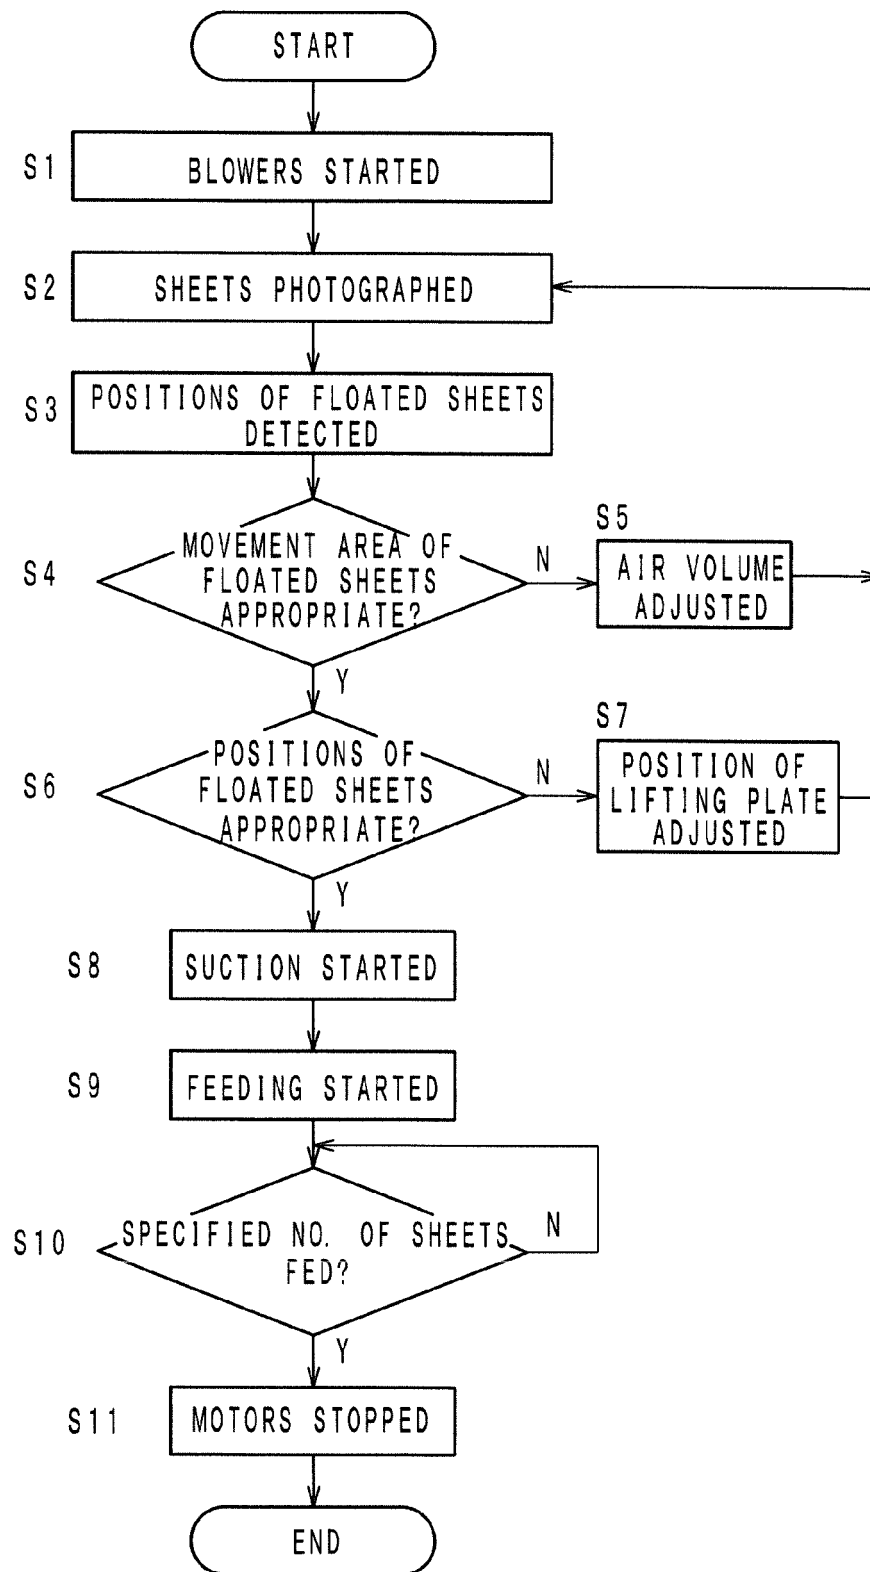 START
S1
BLOWERS STARTED
S2
SHEETS PHOTOGRAPHED
S3
POSITIONS OF FLOATED SHEETS
DETECTED
S4
MOVEMENT AREA OF
FLOATED SHEETS
APPROPRIATE?
N
S5
AIR VOLUME
ADJUSTED
Y
S6
POSITIONS OF
FLOATED SHEETS
APPROPRIATE?
N
S7
POSITION OF
LIFTING PLATE
ADJUSTED
Y
S8
SUCTION STARTED
S9
FEEDING STARTED
S10
SPECIFIED NO. OF SHEETS
FED?
N
Y
S11
MOTORS STOPPED
END